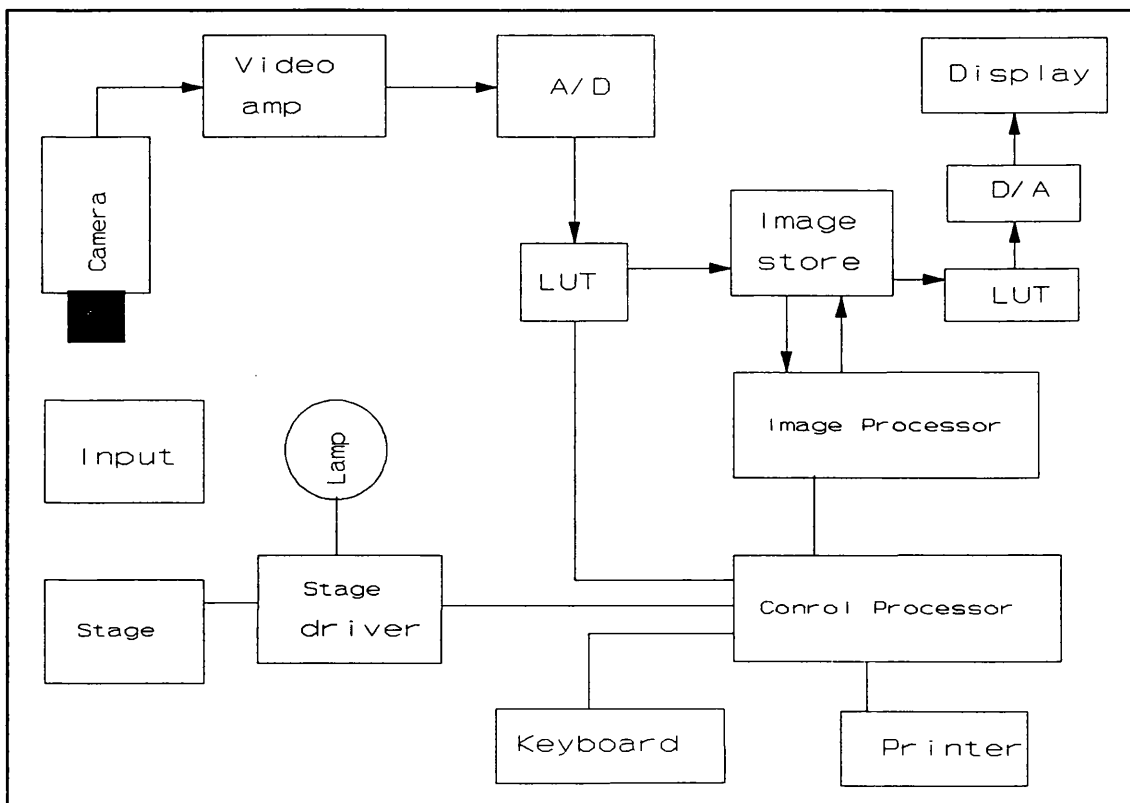 Video
amp
A/D
Display
Camera
D/A
Image
store
LUT
LUT
Input
Lamp
Image Processor
Stage
Stage
driver
Conrol Processor
Keyboard
Printer